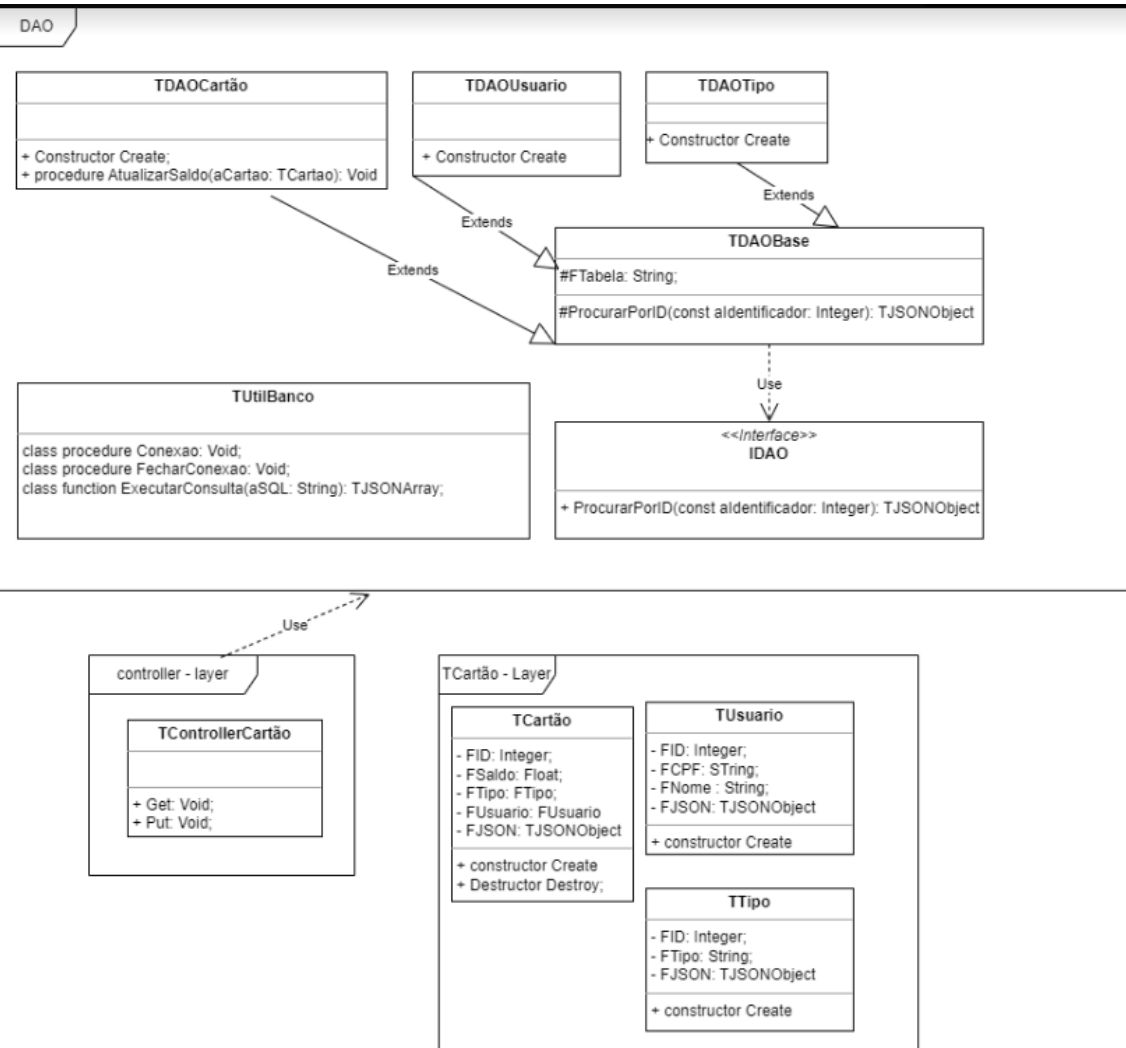 DAO
TDAOCartão
+ Constructor Create;
+ procedure AtualizarSaldo(aCartao: TCartao): Void
TDAOUsuario
+ Constructor Create
TDAOTipo
+ Constructor Create
Extends
Extends
Extends
TDAOBase
#FTabela: String;
#ProcurarPorID(const aIdentificador: Integer): TJSONObject
Use
TUtilBanco
class procedure Conexao: Void;
class procedure FecharConexao: Void;
class function ExecutarConsulta(aSQL: String): TJSONArray;
<<Interface>>
IDAO
+ ProcurarPorID(const aIdentificador: Integer): TJSONObject
Use
controller - layer
TControllerCartão
+ Get: Void;
+ Put: Void;
TCartão - Layer
TCartão
- FID: Integer;
- FSaldo: Float;
- FTipo: FTipo;
- FUsuario: FUsuario
- FJSON: TJSONObject
+ constructor Create
+ Destructor Destroy;
TUsuario
- FID: Integer;
- FCPF: STring;
- FNome : String;
- FJSON: TJSONObject
+ constructor Create
TTipo
- FID: Integer;
- FTipo: String;
- FJSON: TJSONObject
+ constructor Create